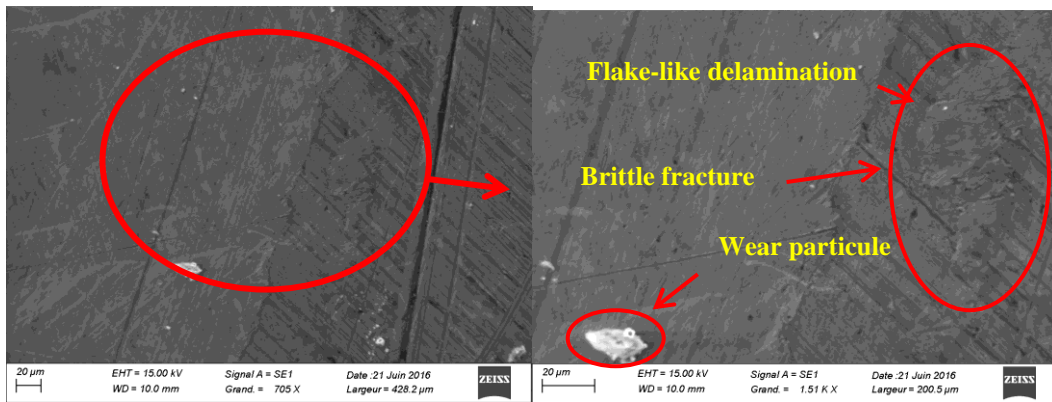 Flake-like delamination
Brittle fracture
Wear particule
20 µm
EHT = 15.00 kV
Signal A = SE1
Date :21 Juin 2016
WD = 10.0 mm
Grand. = 705 X
Largeur = 428.2 µm
ZEISS
20 µm
EHT = 15.00 kV
Signal A = SE1
Date :21 Juin 2016
WD = 10.0 mm
Grand. = 1.51 K X
Largeur = 200.5 µm
ZEISS